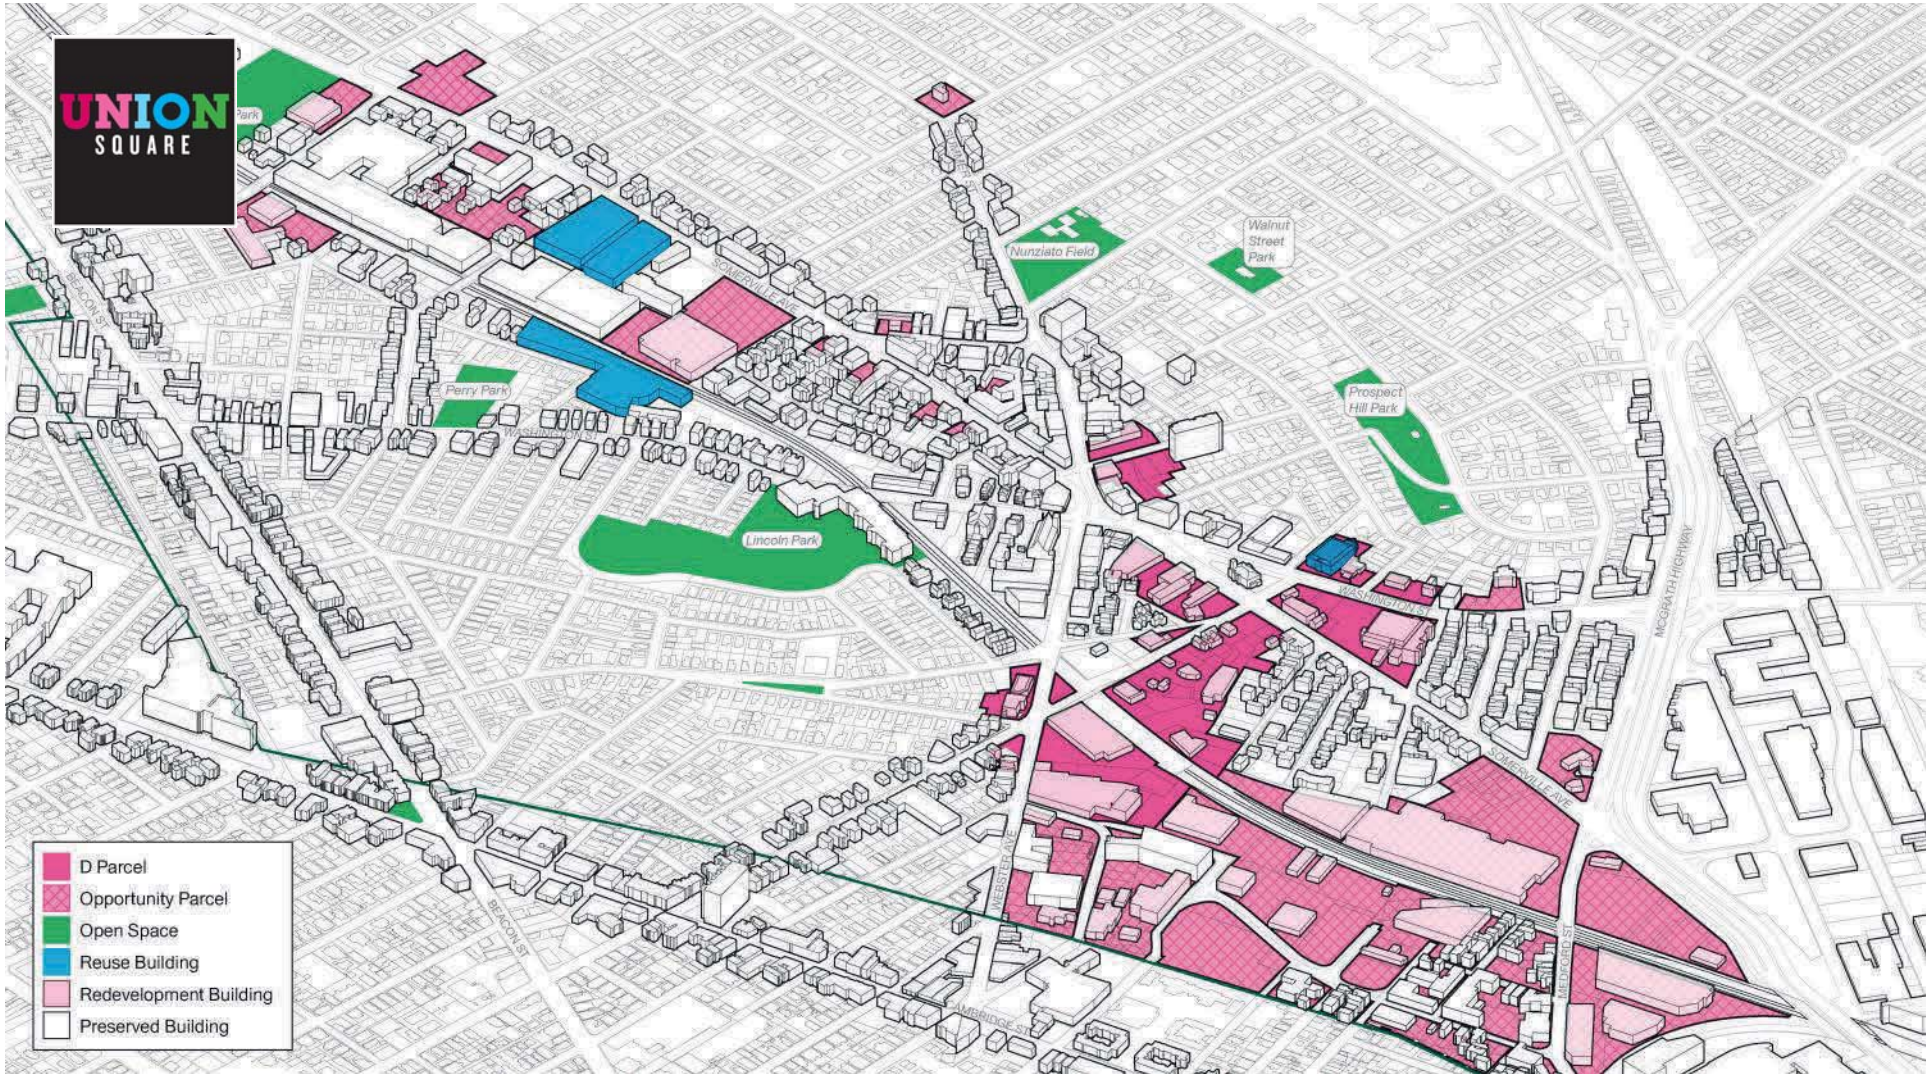 UNION
SQUARE
Park
Nunziato Field
Walnut
Street
Park
SOMERVILLE AVE
BEACON ST
Perry Park
WASHINGTON ST
Prospect
Hill Park
Lincoln Park
MCGRATH HIGHWAY
WASHINGTON
SOMERVILLE AVE
WEBSTER AVE
BEACON ST
MEDFORD ST
AMBRIDGE ST
D Parcel
Opportunity Parcel
Open Space
Reuse Building
Redevelopment Building
Preserved Building